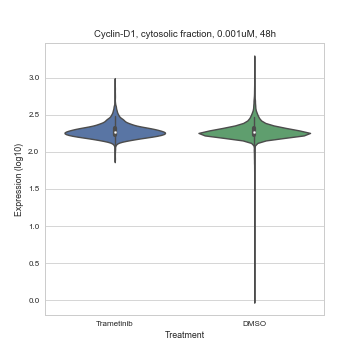 Cyclin-D1, cytosolic fraction, 0.001uM, 48h
Expression (log10)
3.0
2.5
2.0
1.5
1.0
0.5
0.0
Trametinib
DMSO
Treatment